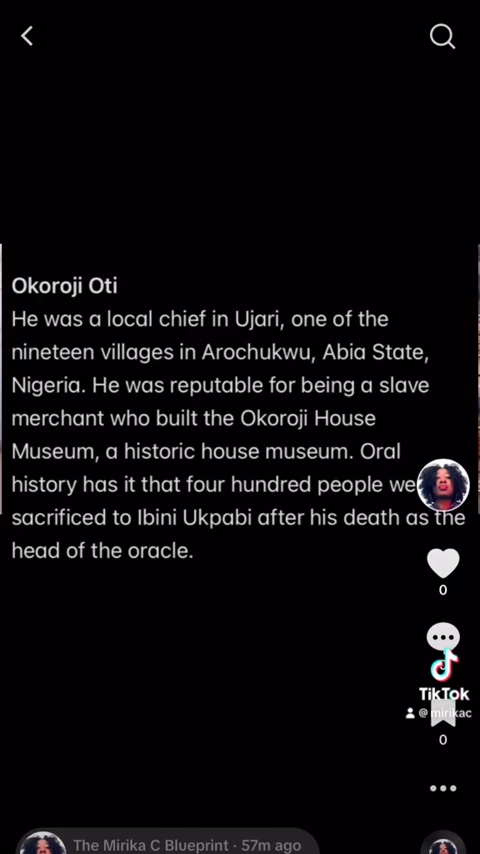 Okoroji Oti
He was a local chief in Ujari, one of the
nineteen villages in Arochukwu, Abia State,
Nigeria. He was reputable for being a slave
merchant who built the Okoroji House
Museum, a historic house museum. Oral
history has it that four hundred people we
sacrificed to Ibini Ukpabi after his death as the
head of the oracle.
0
TikTok
@mirikac
0
The Mirika C Blueprint · 57m ago